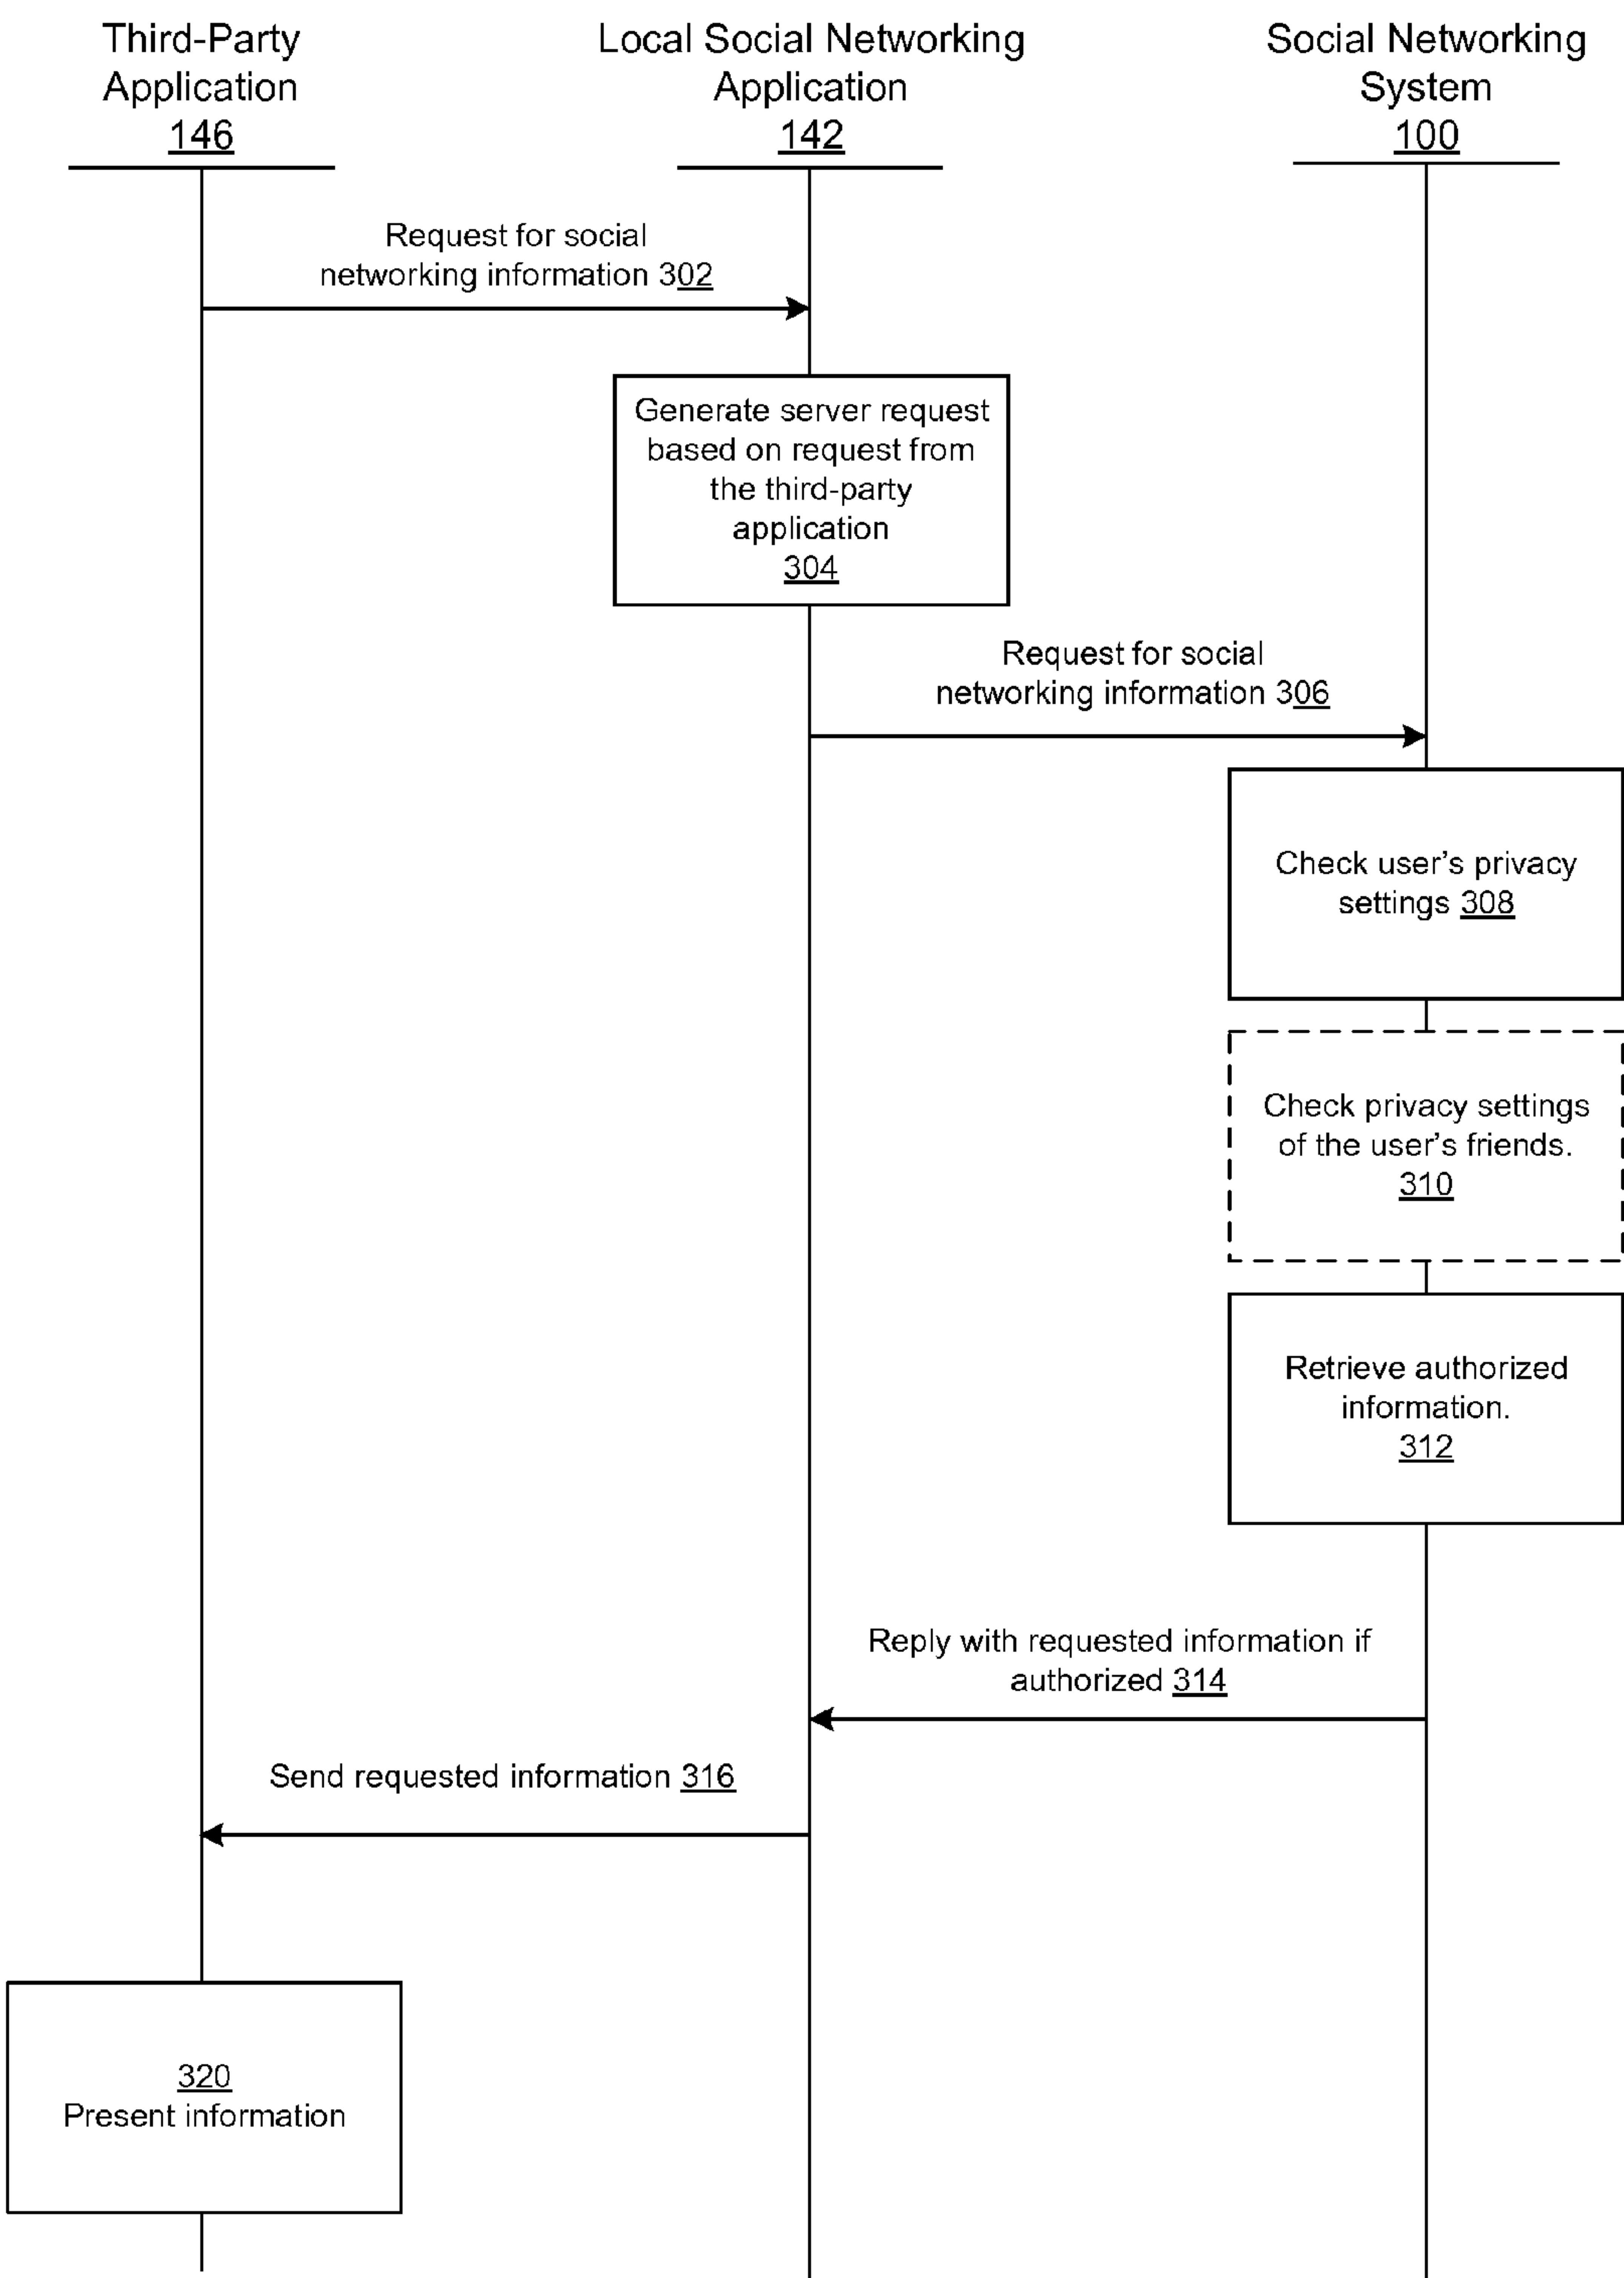 Third-Party
Application
146
Local Social Networking
Application
142
Social Networking
System
100
Request for social
networking information 302
Generate server request
based on request from
the third-party
application
304
Request for social
networking information 306
Check user's privacy
settings 308
Check privacy settings
of the user's friends.
310
Retrieve authorized
information.
312
Reply with requested information if
authorized 314
Send requested information 316
320
Present information